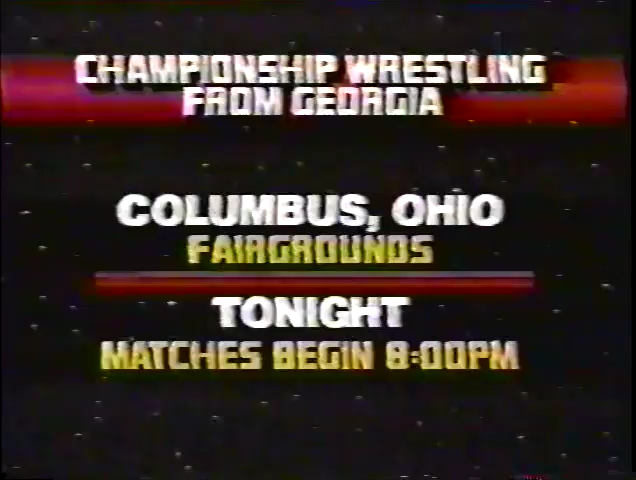 CHAMPIONSHIP WRESTLING
FROM GEORGIA
COLUMBUS, OHIO
FAIRGROUNDS
TONIGHT
MATCHES BEGIN 8:00PM